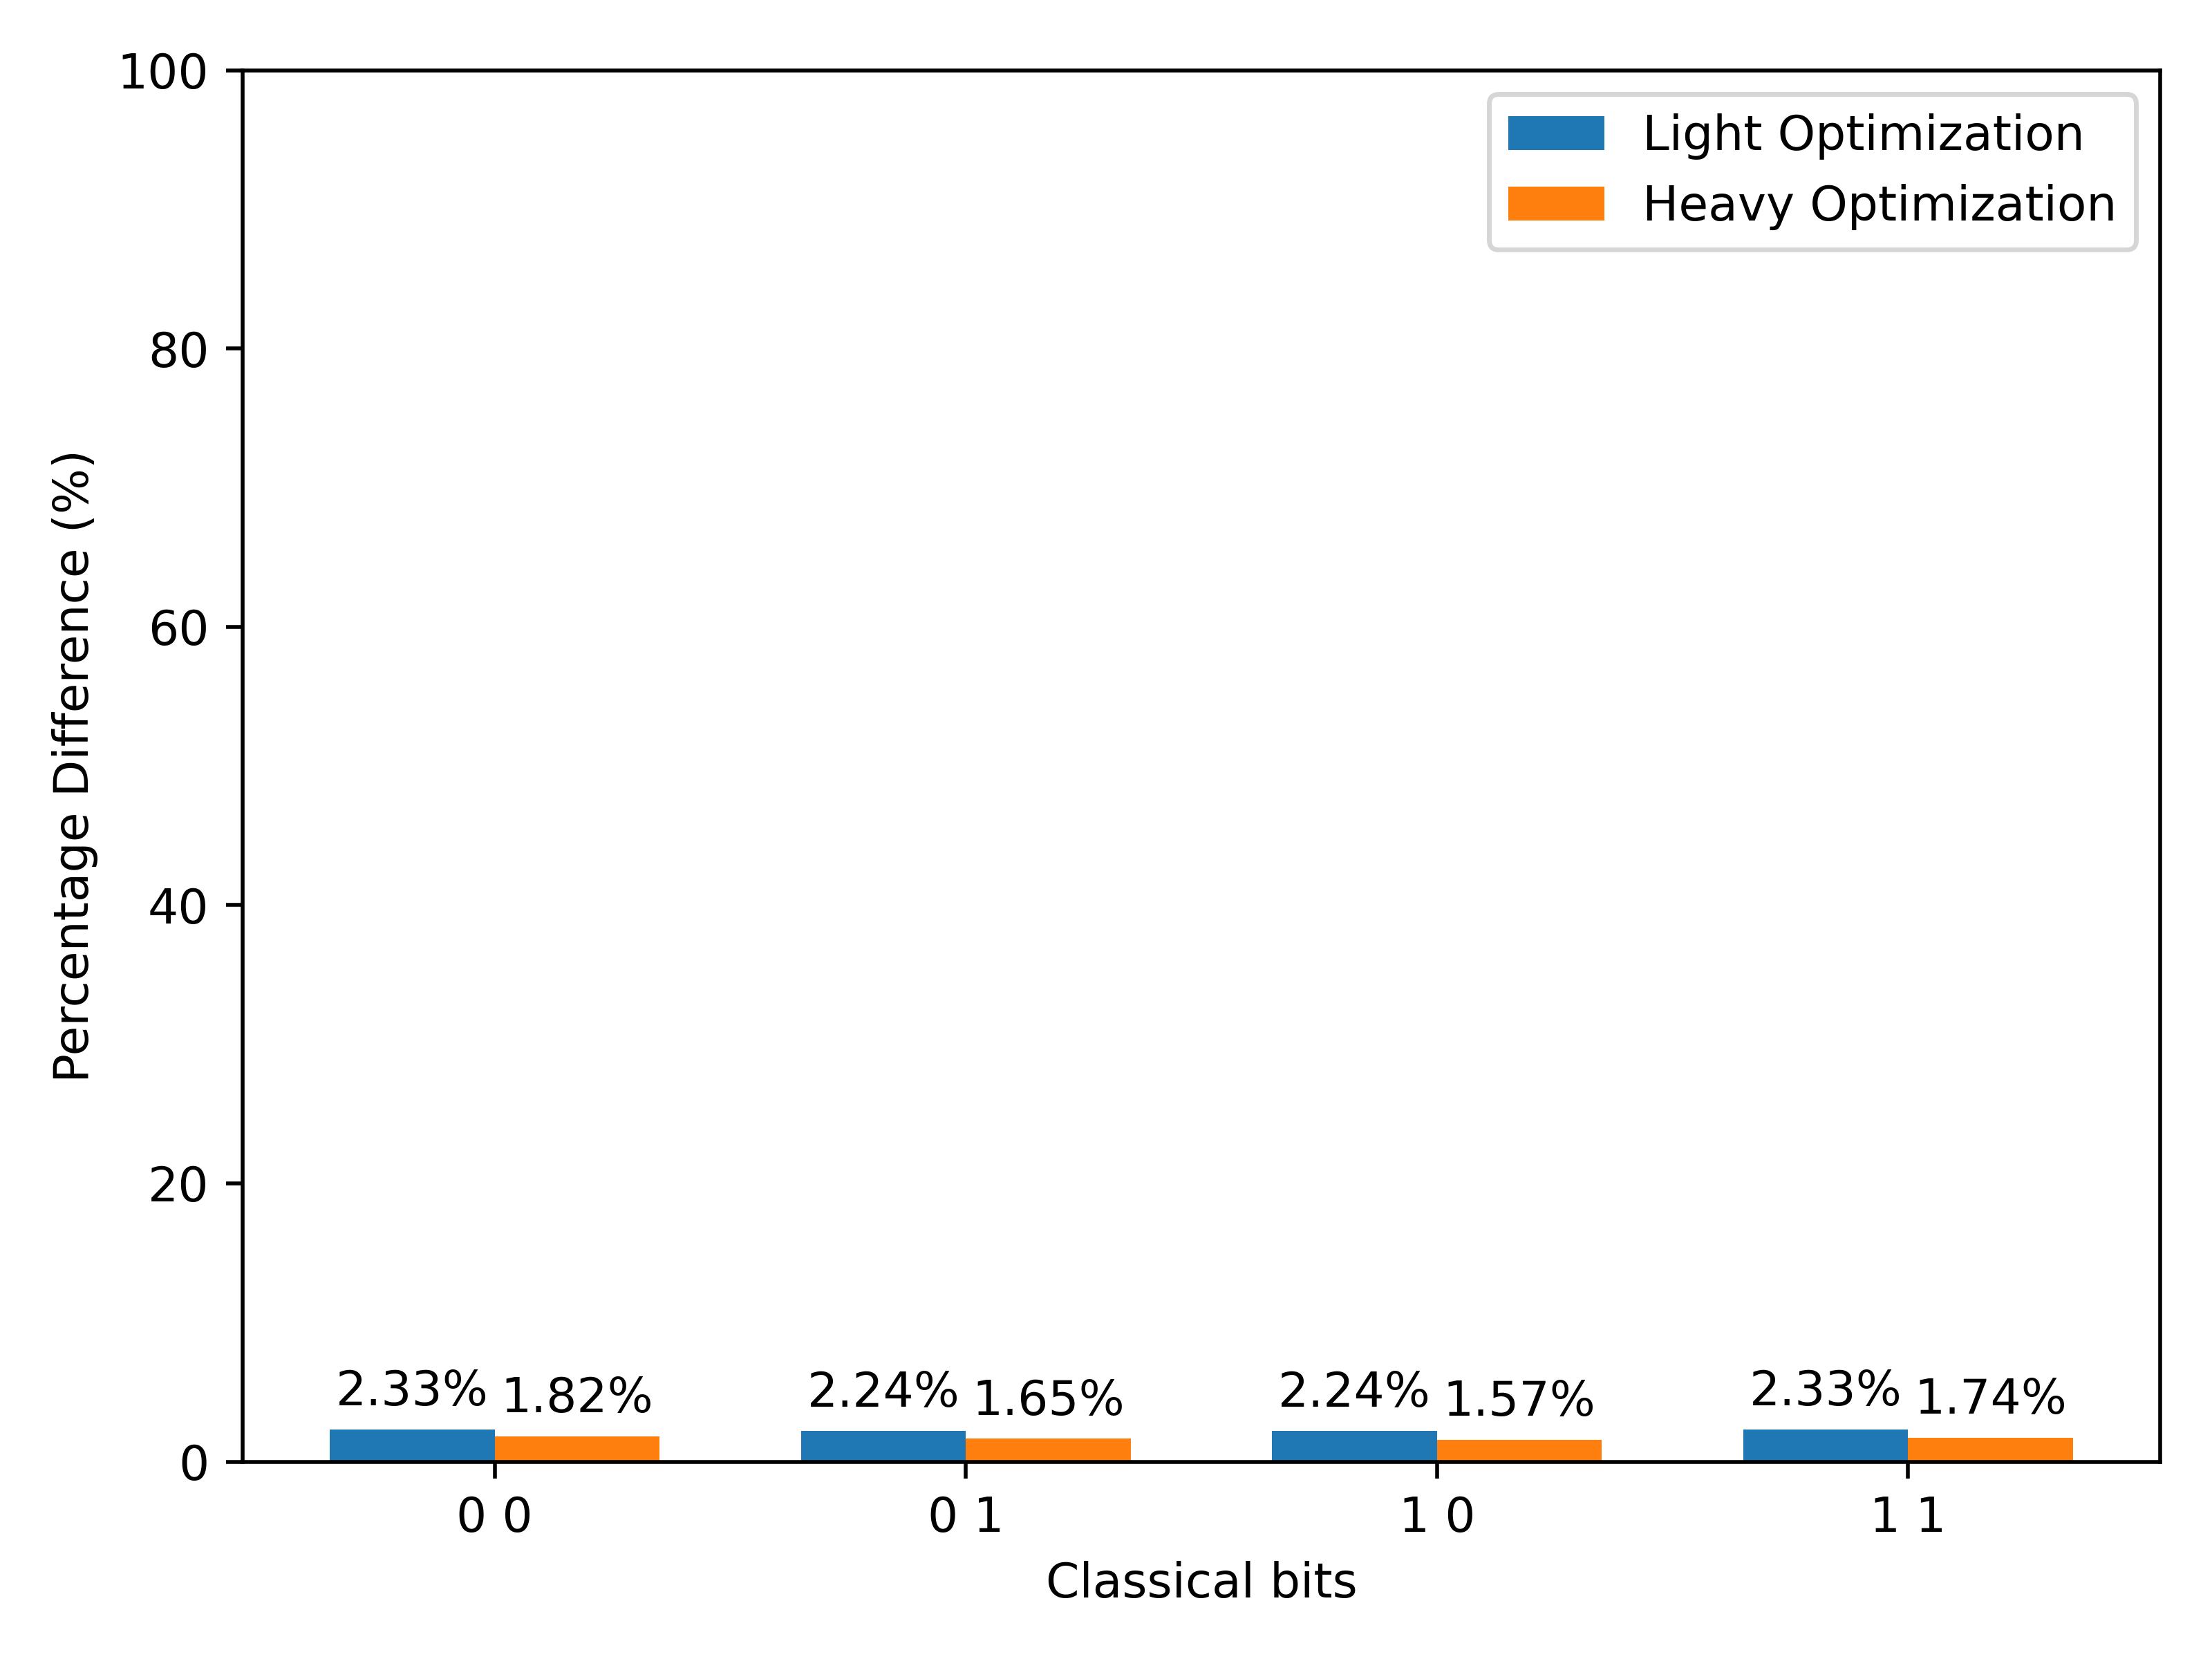 100
80
60
40
20
0
Percentage Difference (%)
Light Optimization
Heavy Optimization
2.33% 1.82% 2.24% 1.65% 2.24% 1.57% 2.33% 1.74%
0 0 0 1 1 0 1 1
Classical bits